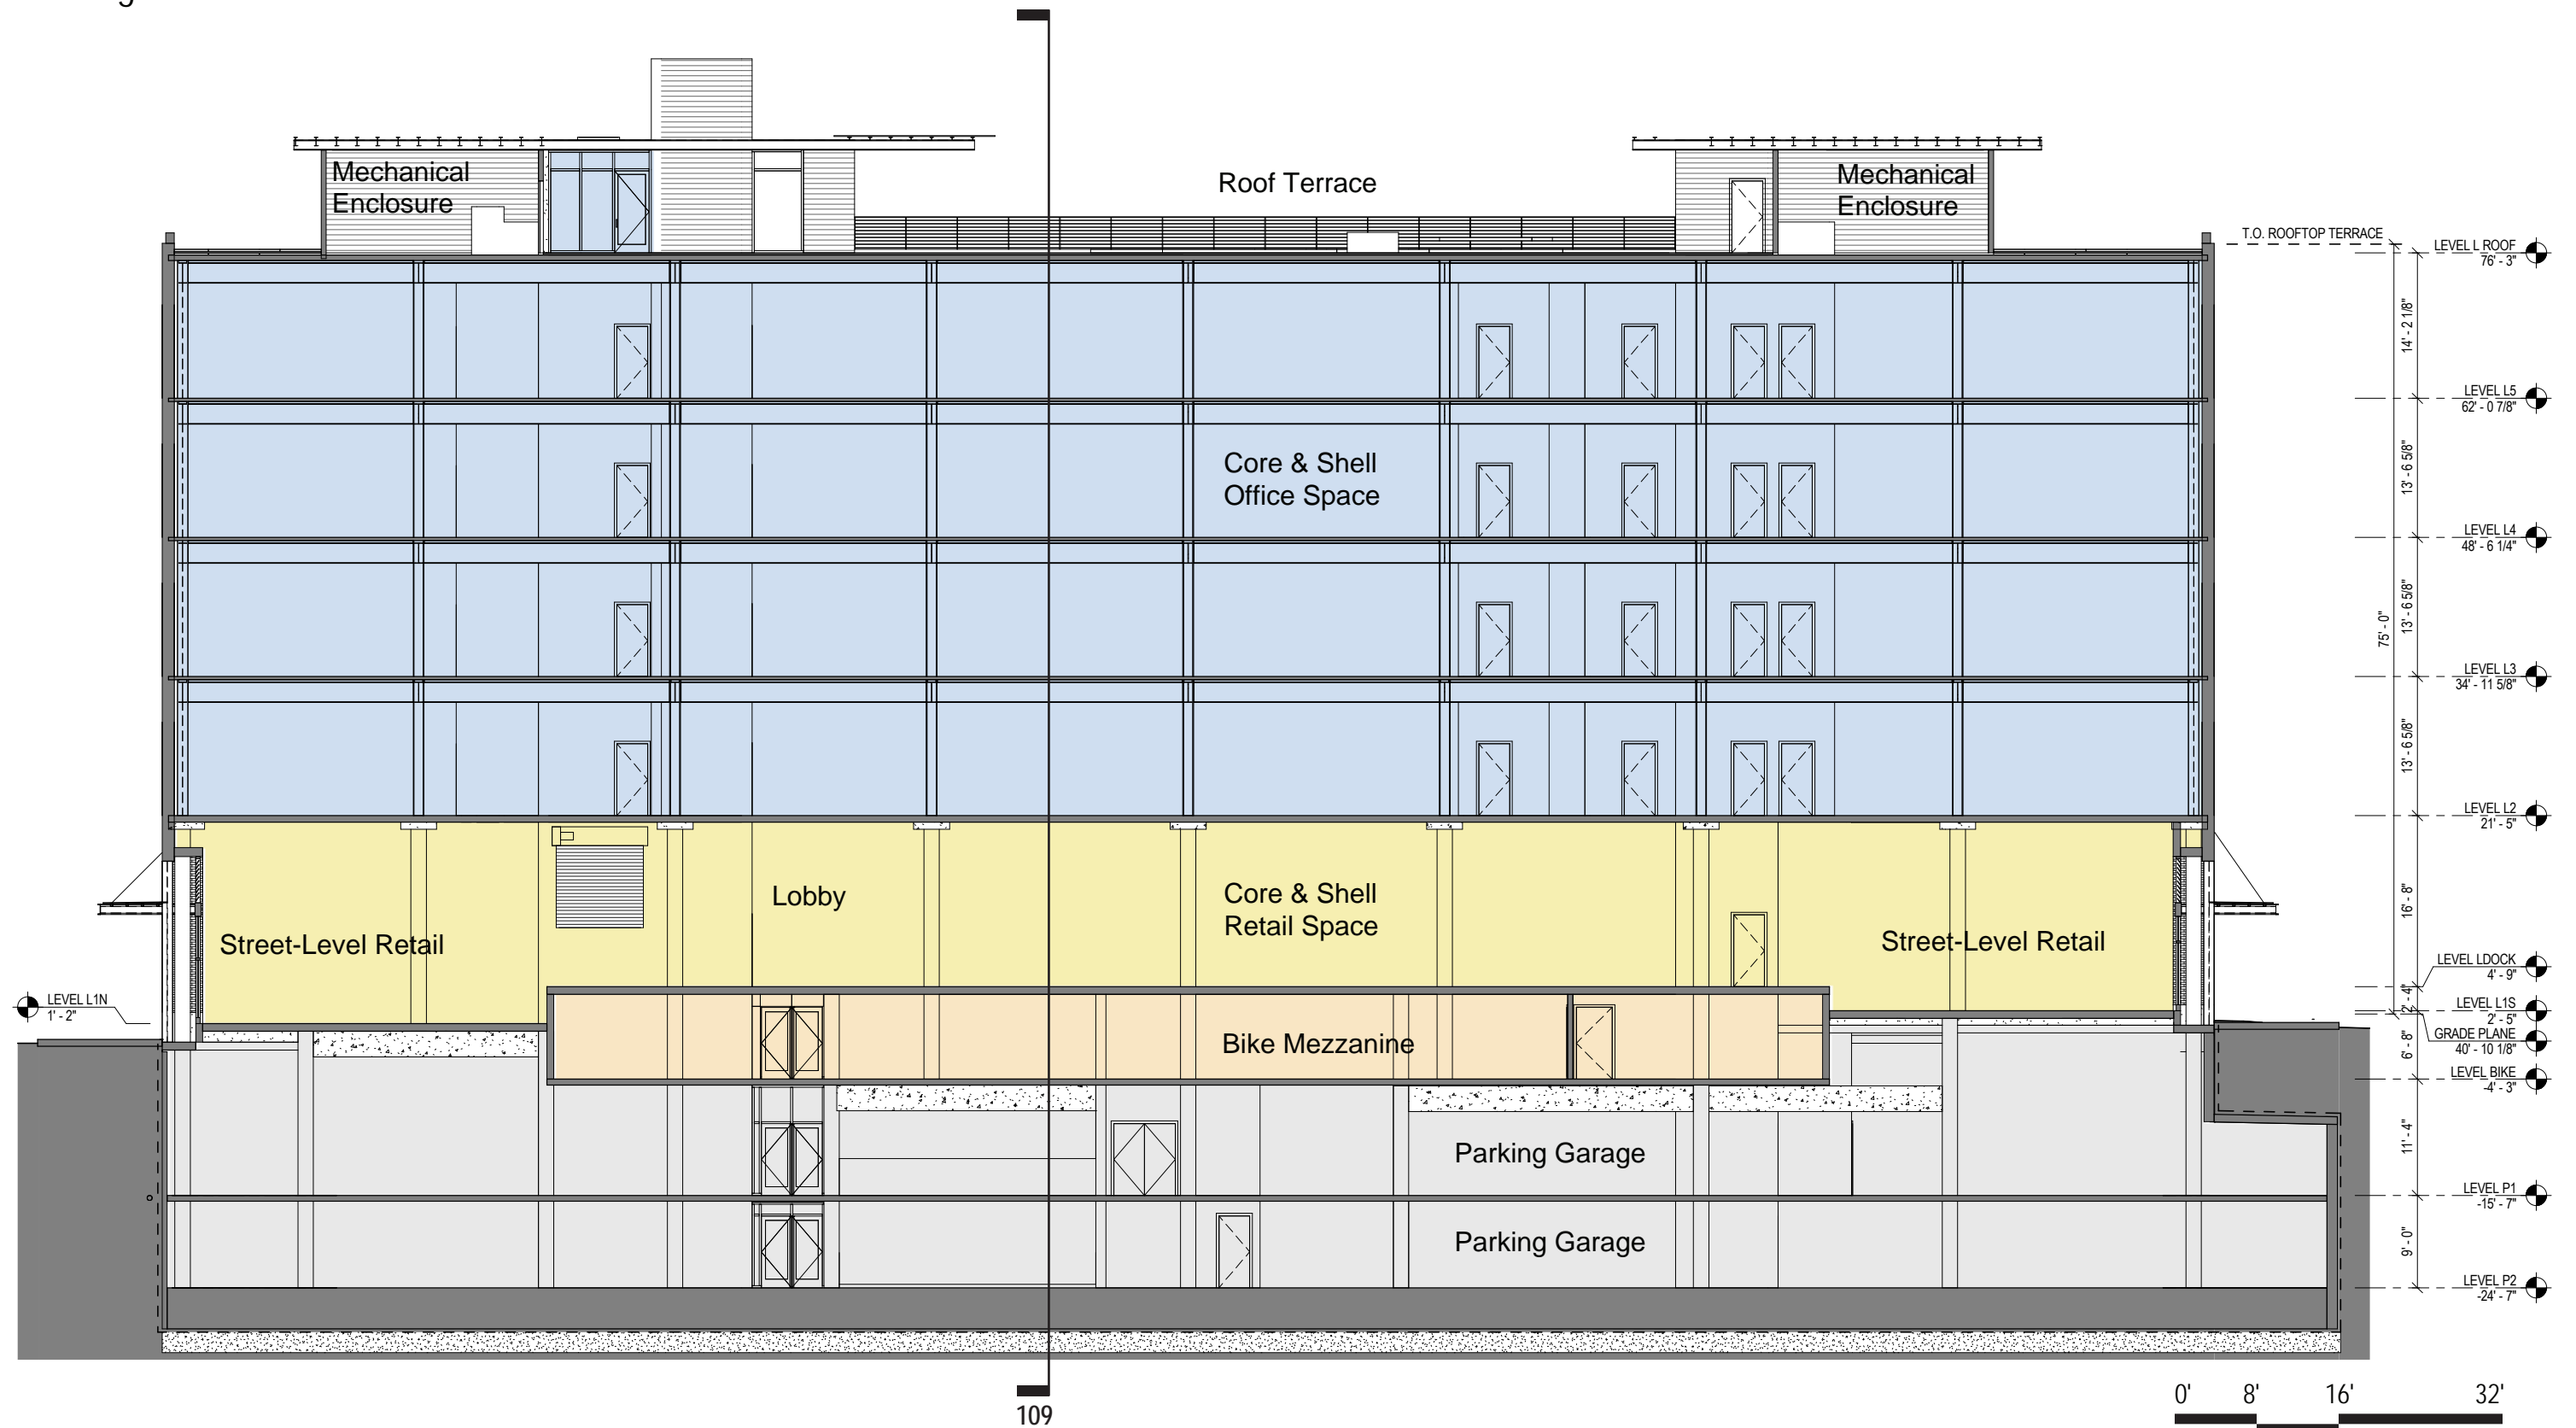 Mechanical
Enclosure
Roof Terrace
Mechanical
Enclosure
T.O. ROOFTOP TERRACE
LEVEL L ROOF
76' - 3"
14' - 2 1/8"
LEVEL L5
62' - 0 7/8"
Core & Shell
Office Space
13' - 6 5/8"
LEVEL L4
48' - 6 1/4"
75' - 0"
13' - 6 5/8"
LEVEL L3
34' - 11 5/8"
13' - 6 5/8"
LEVEL L2
21' - 5"
Lobby
Core & Shell
Retail Space
16' - 8"
Street-Level Retail
Street-Level Retail
LEVEL LDOCK
4' - 9"
LEVEL L1N
1' - 2"
2' - 4"
LEVEL L1S
2' - 5"
Bike Mezzanine
GRADE PLANE
40' - 10 1/8"
6' - 8"
LEVEL BIKE
-4' - 3"
Parking Garage
11' - 4"
LEVEL P1
-15' - 7"
Parking Garage
9' - 0"
LEVEL P2
-24' - 7"
0' 8' 16' 32'
109